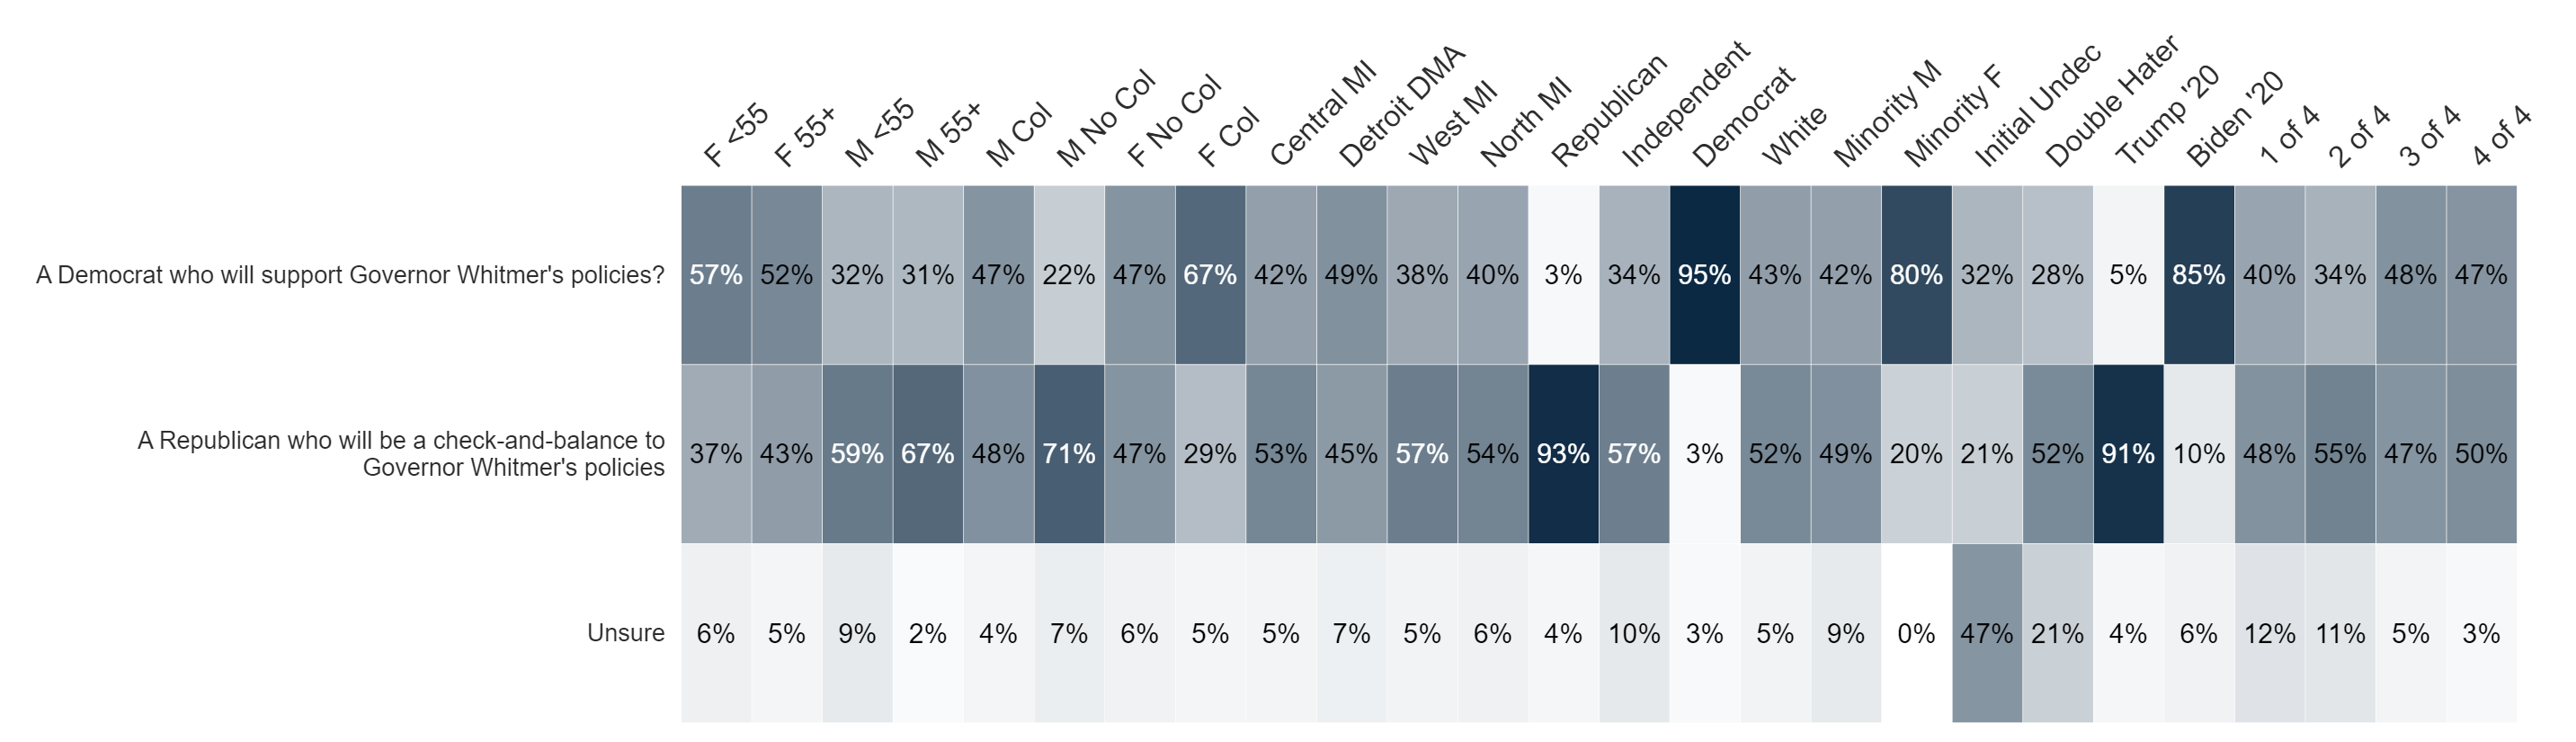 F <55 F 55+ M <55 M 55+ M Col M No Col F No Col F Col Central MI Detroit DMA West MI North MI Republican Independent Democrat White Minority M Minority F Initial Undec Double Hater Trump '20 Biden '20 1 of 4 2 of 4 3 of 4 4 of 4
A Democrat who will support Governor Whitmer's policies? 57% 52% 32% 31% 47% 22% 47% 67% 42% 49% 38% 40% 3% 34% 95% 43% 42% 80% 32% 28% 5% 85% 40% 34% 48% 47%
A Republican who will be a check-and-balance to
Governor Whitmer's policies 37% 43% 59% 67% 48% 71% 47% 29% 53% 45% 57% 54% 93% 57% 3% 52% 49% 20% 21% 52% 91% 10% 48% 55% 47% 50%
Unsure 6% 5% 9% 2% 4% 7% 6% 5% 5% 7% 5% 6% 4% 10% 3% 5% 9% 0% 47% 21% 4% 6% 12% 11% 5% 3%